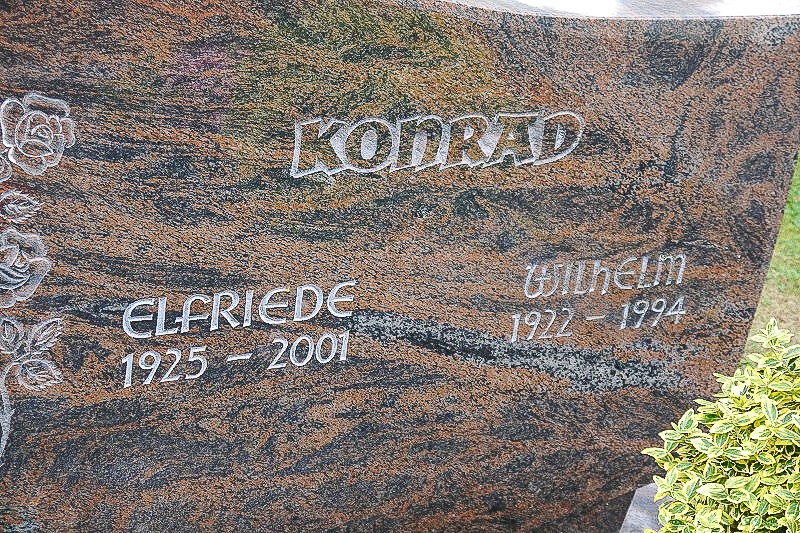 KONRAD
ELFRIEDE
1925 – 2001
WILHELM
1922 – 1994